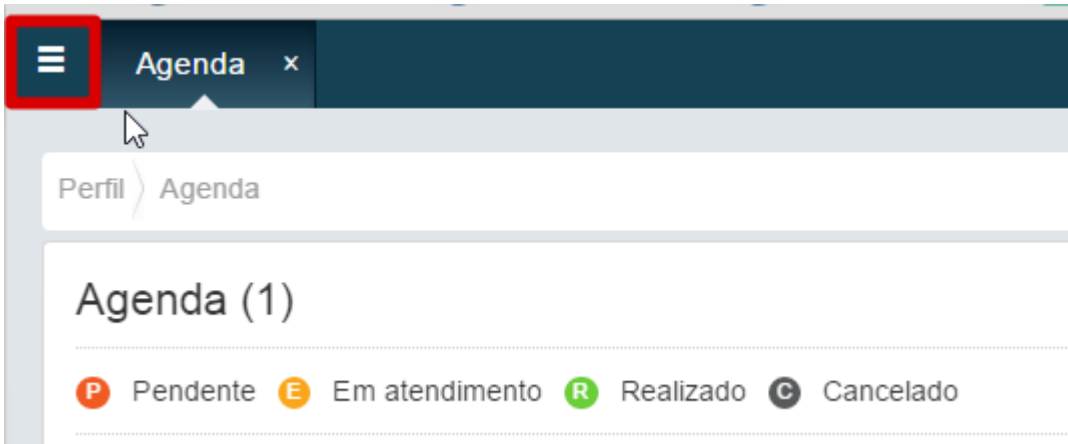 Agenda x
Perfil Agenda
Agenda (1)
P Pendente E Em atendimento R Realizado C Cancelado